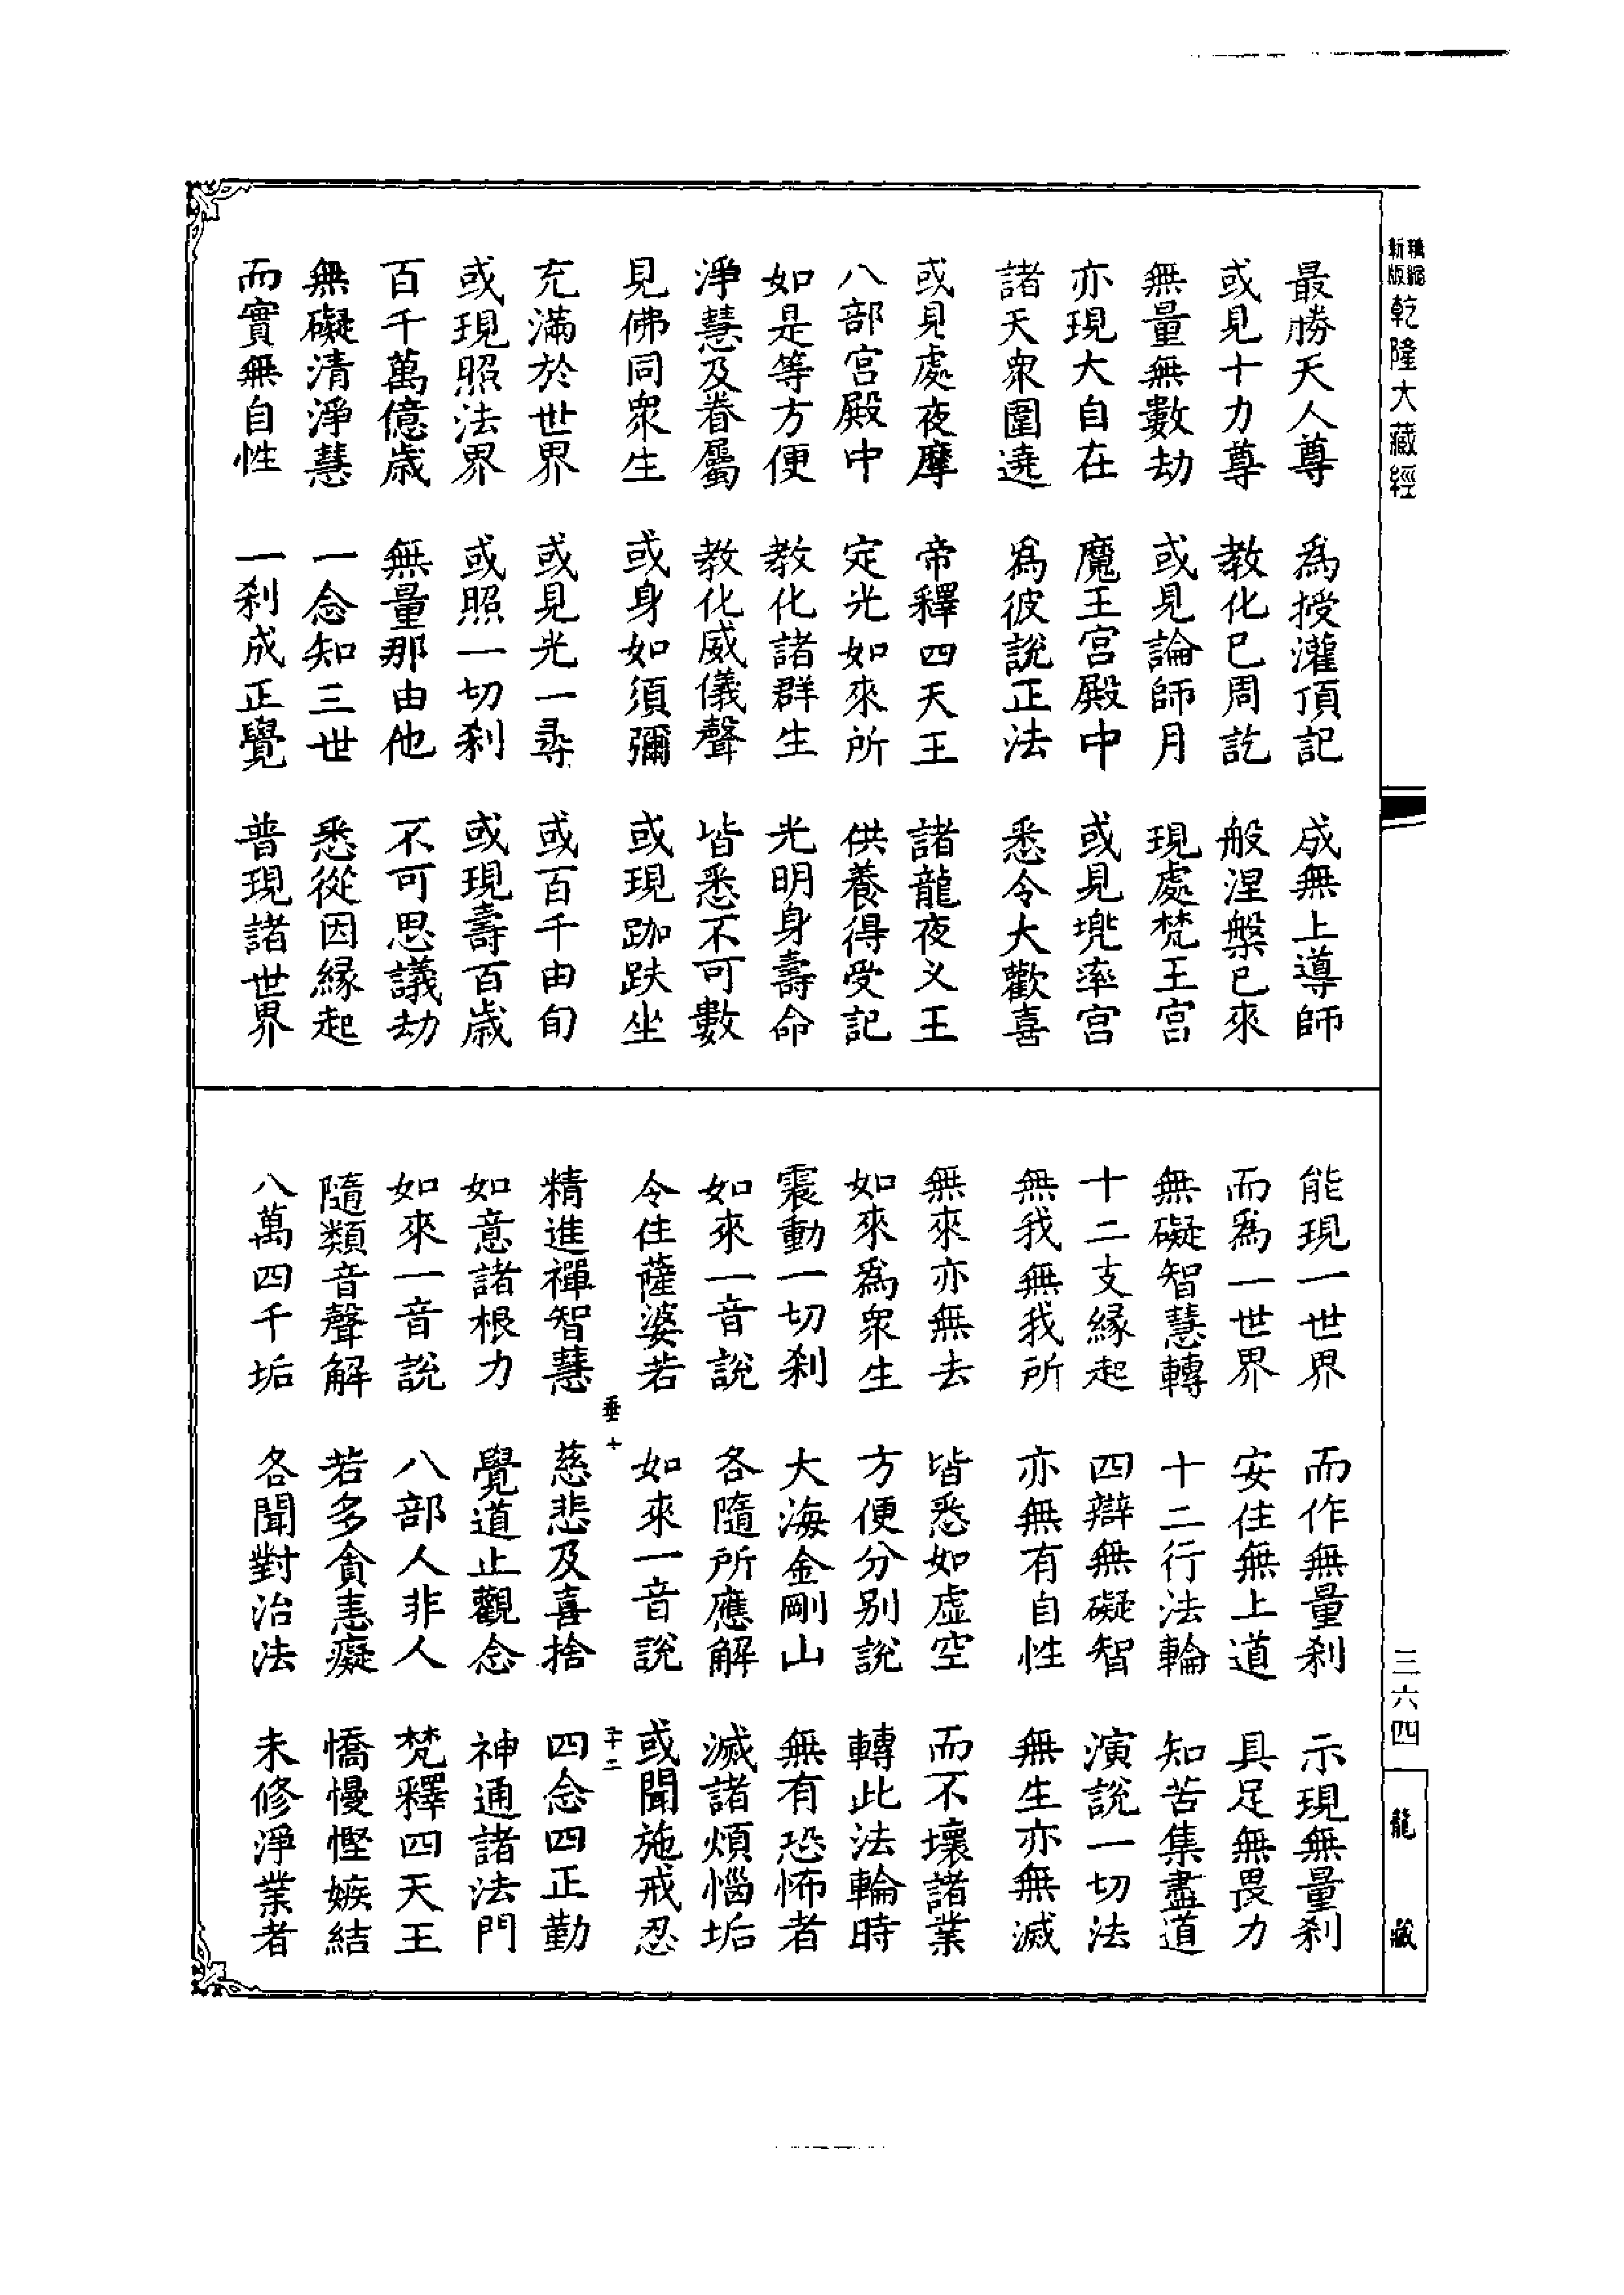 新版精縮乾隆大藏經
最勝天人尊 為授灌頂記 成無上導師
或見十力尊 教化已周訖 般涅槃已來
無量無數劫 或見論師月 現處梵王宮
亦現大自在 魔王宮殿中 或見兜率宮
諸天衆圍遶 為彼說正法 悉令大歡喜
或見處夜摩 帝釋四天王 諸龍夜叉王
八部宮殿中 定光如來所 供養得受記
如是等方便 教化諸群生 光明身壽命
淨慧及眷屬 教化威儀聲 皆悉不可數
見佛同衆生 或身如須彌 或現跏趺坐
充滿於世界 或見光一尋 或百千由旬
或現照法界 或照一切剎 或現壽百歲
百千萬億歲 無量那由他 不可思議劫
無礙清淨慧 一念知三世 悉從因緣起
而實無自性 一剎成正覺 普現諸世界
能現一世界 而作無量剎 示現無量剎
而為一世界 安住無上道 具足無畏力
無礙智慧轉 十二行法輪 知苦集盡道
十二支緣起 四辯無礙智 演說一切法
無我無我所 亦無有自性 無生亦無滅
無來亦無去 皆悉如虛空 而不壞諸業
如來為衆生 方便分別說 轉此法輪時
震動一切剎 大海金剛山 無有恐怖者
如來一音說 各隨所應解 滅諸煩惱垢
令住薩婆若 如來一音說 或聞施戒忍
垂十 十二
精進禪智慧 慈悲及喜捨 四念四正勤
如意諸根力 覺道止觀念 神通諸法門
如來一音說 八部人非人 梵釋四天王
隨類音聲解 若多貪恚癡 憍慢慳嫉結
八萬四千垢 各聞對治法 未修淨業者
三六四
龍藏